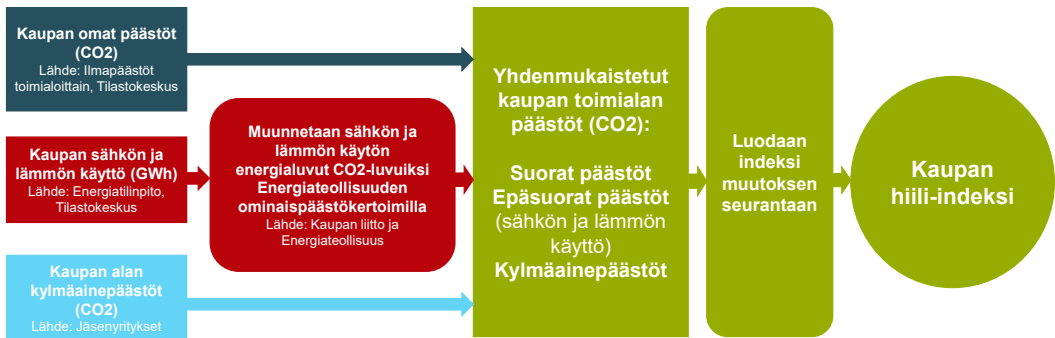 Kaupan omat päästöt
(CO2)
Lähde: Ilmapäästöt
toimialoittain, Tilastokeskus
Kaupan sähkön ja
lämmön käyttö (GWh)
Lähde: Energiatilinpito,
Tilastokeskus
Kaupan alan
kylmäainepäästöt
(CO2)
Lähde: Jäsenyritykset
Muunnetaan sähkön ja
lämmön käytön
energialuvut CO2-luvuiksi
Energiateollisuuden
ominaispäästökertoimilla
Lähde: Kaupan liitto ja
Energiateollisuus
Yhdenmukaistetut
kaupan toimialan
päästöt (CO2):
Suorat päästöt
Epäsuorat päästöt
(sähkön ja lämmön
käyttö)
Kylmäainepäästöt
Luodaan
indeksi
muutoksen
seurantaan
Kaupan
hiili-indeksi